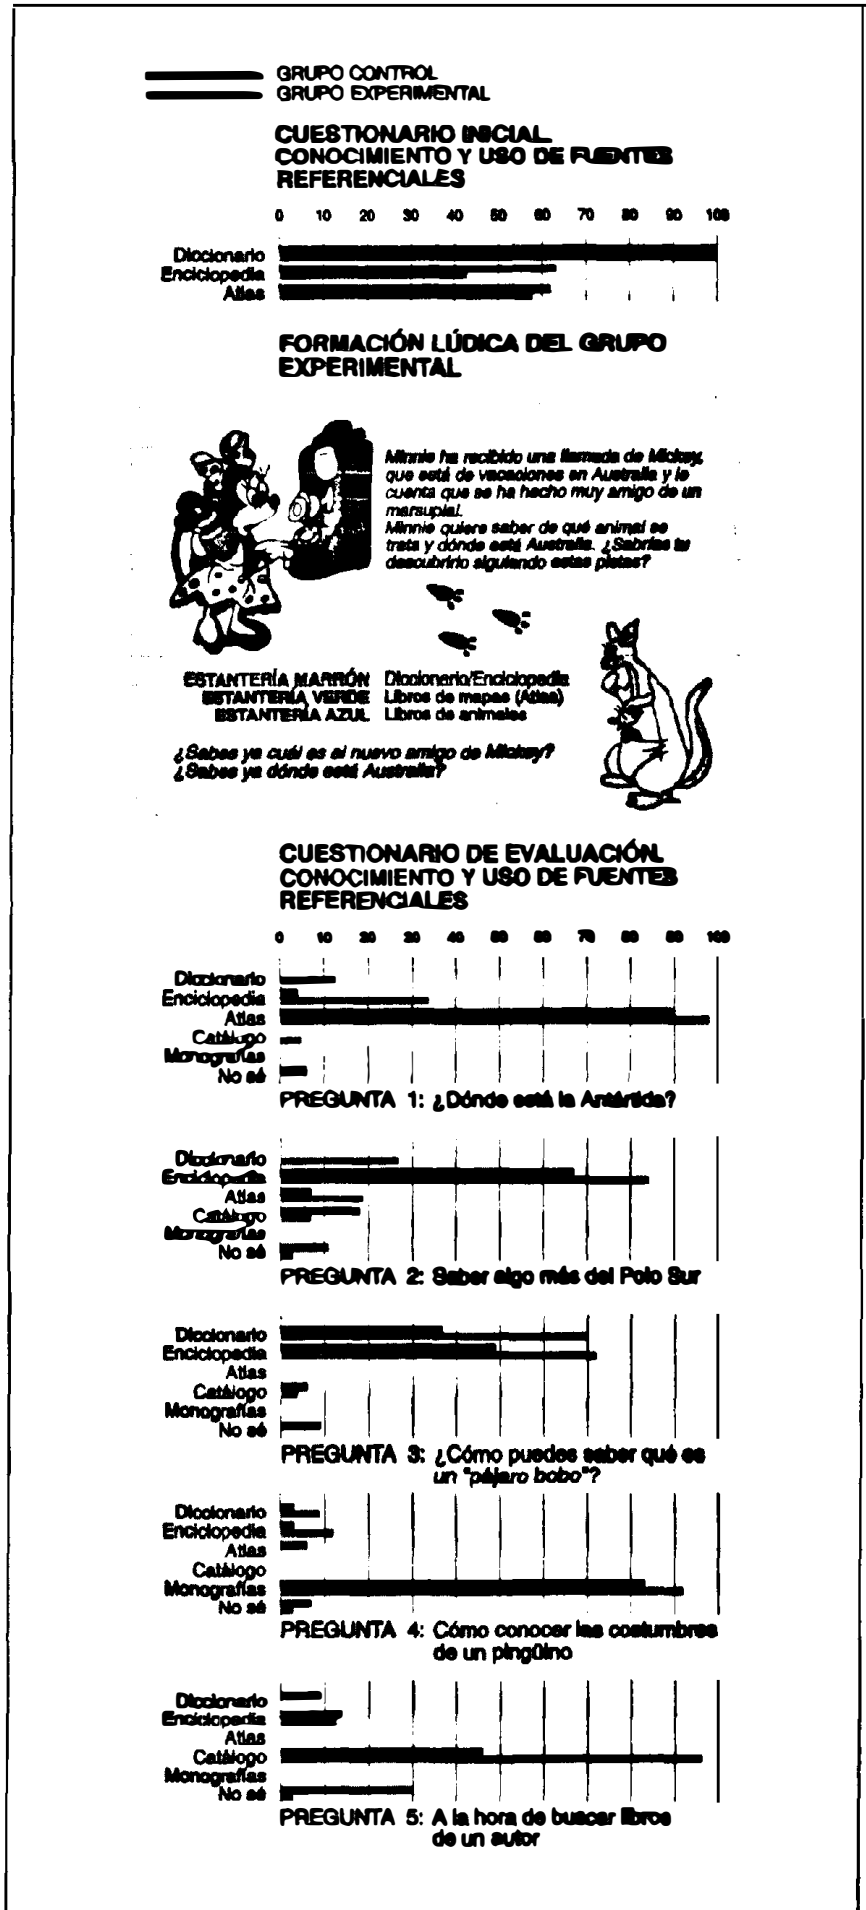 GRUPO CONTROL
GRUPO EXPERIMENTAL
CUESTIONARIO INICIAL
CONOCIMIENTO Y USO DE FUENTES
REFERENCIALES
0 10 20 30 40 50 60 70 80 90 100
Diccionario
Enciclopedia
Atlas
FORMACIÓN LÚDICA DEL GRUPO
EXPERIMENTAL
Minnie ha recibido una llamada de Mickey,
que está de vacaciones en Australia y le
cuenta que se ha hecho muy amigo de un
marsupial.
Minnie quiere saber de qué animal se
trata y dónde está Australia. ¿Sabrías tu
descubrirlo siguiendo estas pistas?
ESTANTERÍA MARRÓN Diccionario/Enciclopedia
ESTANTERÍA VERDE Libros de mapas (Atlas)
ESTANTERÍA AZUL Libros de animales
¿Sabes ya cuál es el nuevo amigo de Mickey?
¿Sabes ya dónde está Australia?
CUESTIONARIO DE EVALUACIÓN.
CONOCIMIENTO Y USO DE FUENTES
REFERENCIALES
0 10 20 30 40 50 60 70 80 90 100
Diccionario
Enciclopedia
Atlas
Catálogo
Monografías
No sé
PREGUNTA 1: ¿Dónde está la Antártida?
Diccionario
Enciclopedia
Atlas
Catálogo
Monografías
No sé
PREGUNTA 2: Saber algo más del Polo Sur
Diccionario
Enciclopedia
Atlas
Catálogo
Monografías
No sé
PREGUNTA 3: ¿Cómo puedes saber qué es
un "pájaro bobo"?
Diccionario
Enciclopedia
Atlas
Catálogo
Monografías
No sé
PREGUNTA 4: Cómo conocer las costumbres
de un pingüino
Diccionario
Enciclopedia
Atlas
Catálogo
Monografías
No sé
PREGUNTA 5: A la hora de buscar libros
de un autor